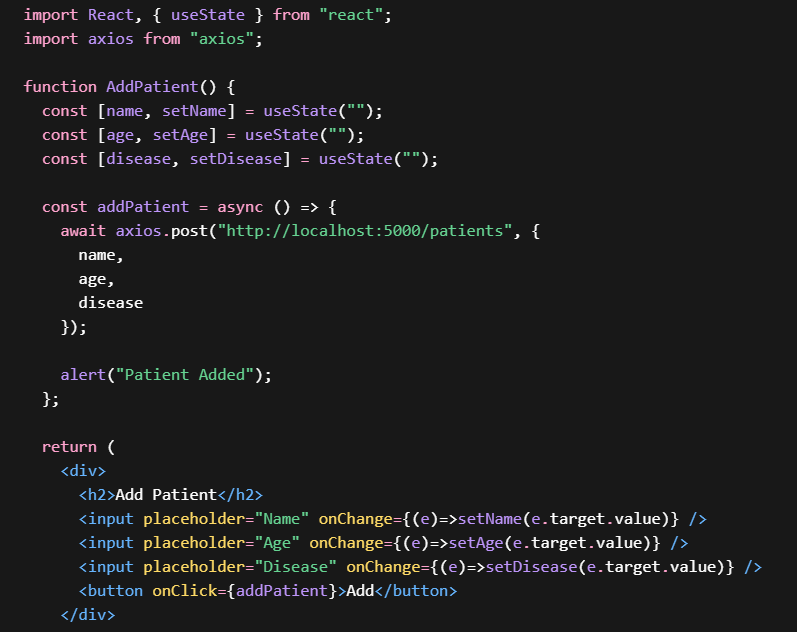 import React, { useState } from "react";
import axios from "axios";

function AddPatient() {
  const [name, setName] = useState("");
  const [age, setAge] = useState("");
  const [disease, setDisease] = useState("");

  const addPatient = async () => {
    await axios.post("http://localhost:5000/patients", {
      name,
      age,
      disease
    });

    alert("Patient Added");
  };

  return (
    <div>
      <h2>Add Patient</h2>
      <input placeholder="Name" onChange={(e)=>setName(e.target.value)} />
      <input placeholder="Age" onChange={(e)=>setAge(e.target.value)} />
      <input placeholder="Disease" onChange={(e)=>setDisease(e.target.value)} />
      <button onClick={addPatient}>Add</button>
    </div>